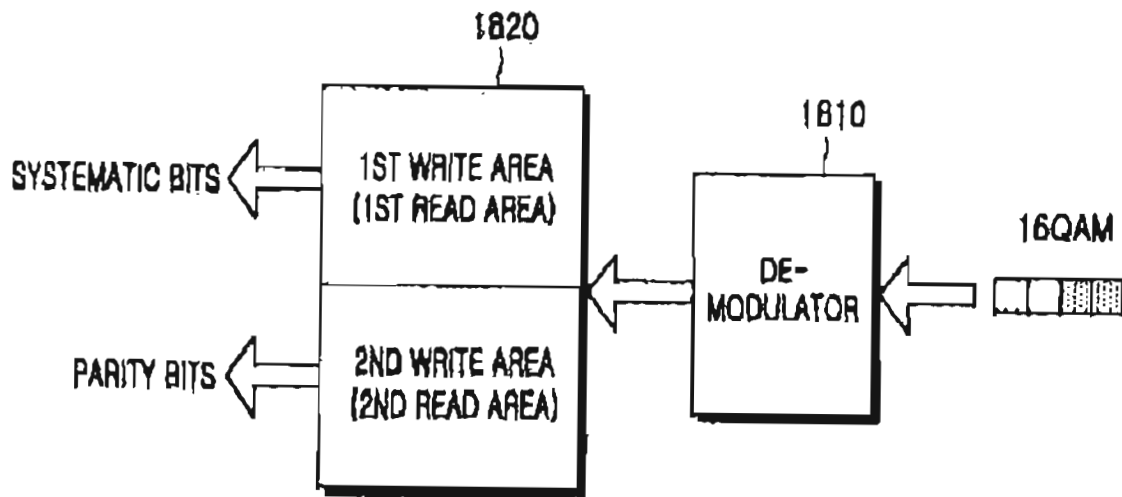 1820
1810
SYSTEMATIC BITS
1ST WRITE AREA
(1ST READ AREA)
16QAM
DE-
MODULATOR
PARITY BITS
2ND WRITE AREA
(2ND READ AREA)